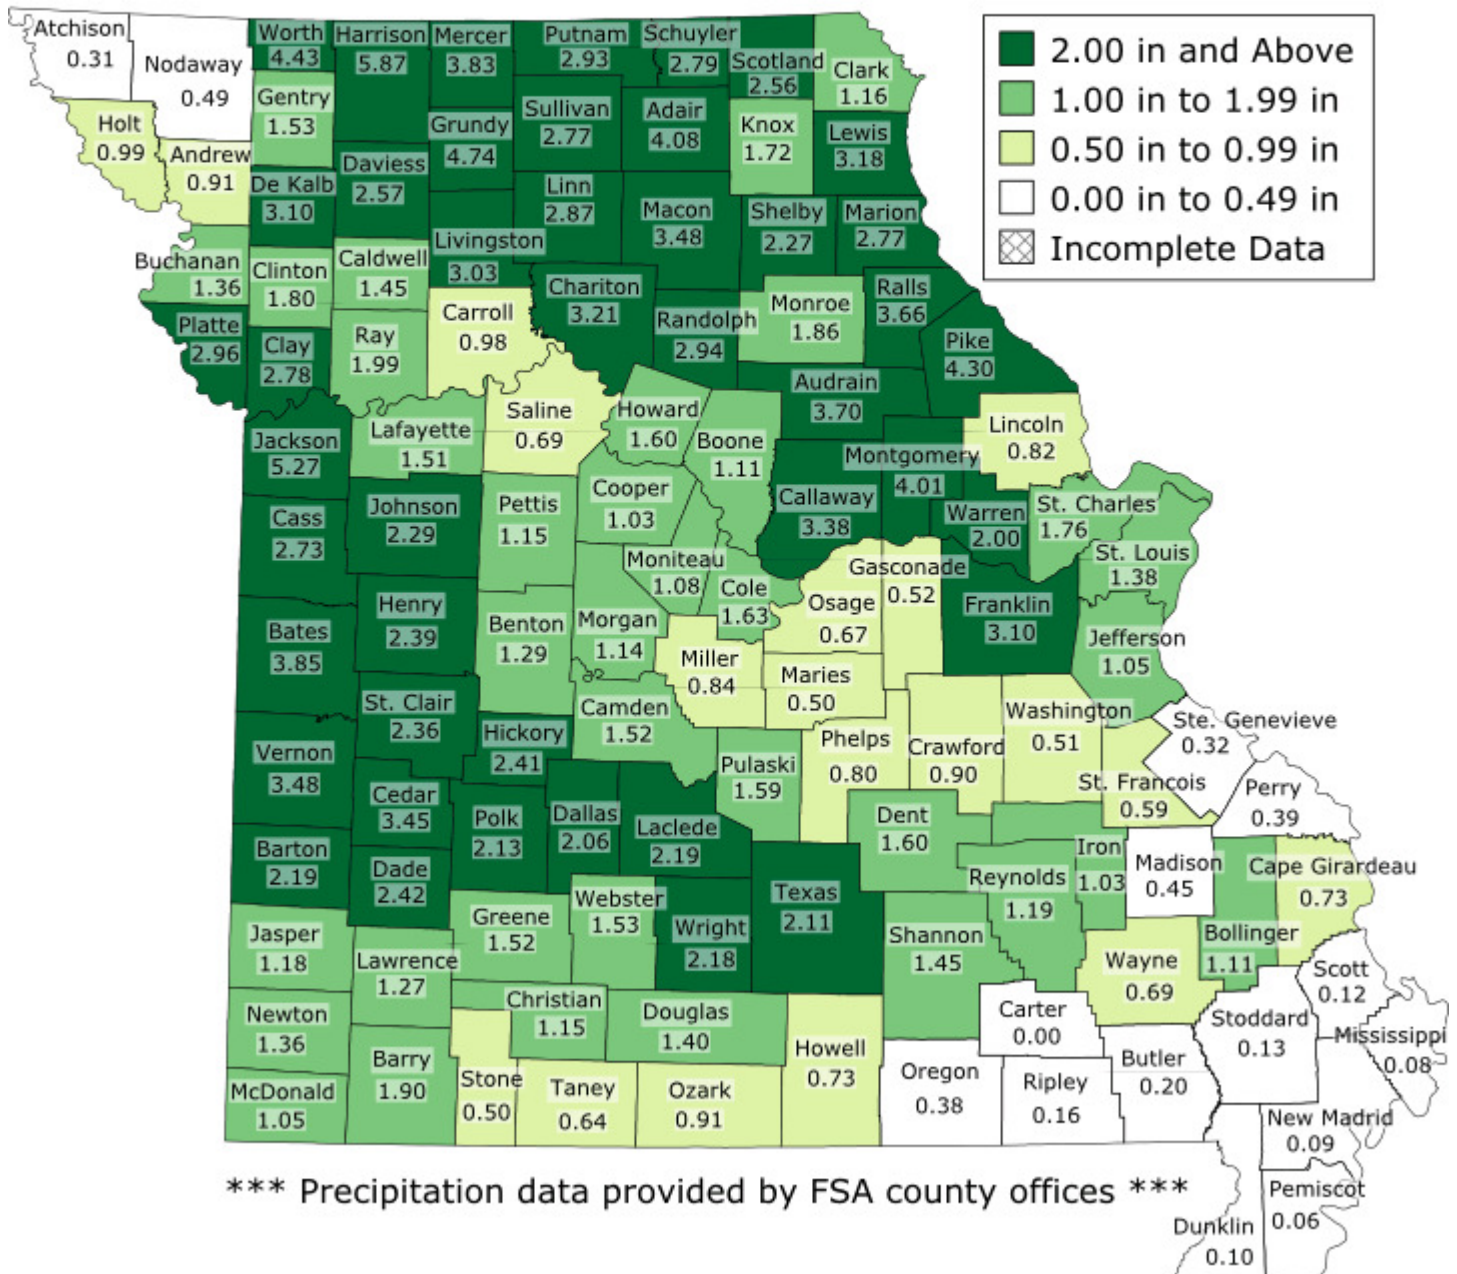 Atchison
0.31
Nodaway
0.49
Worth
4.43
Harrison
5.87
Mercer
3.83
Putnam
2.93
Schuyler
2.79
Scotland
2.56
Clark
1.16
2.00 in and Above
1.00 in to 1.99 in
0.50 in to 0.99 in
0.00 in to 0.49 in
Incomplete Data
Holt
0.99
Andrew
0.91
Gentry
1.53
De Kalb
3.10
Daviess
2.57
Grundy
4.74
Sullivan
2.77
Adair
4.08
Knox
1.72
Lewis
3.18
Linn
2.87
Macon
3.48
Shelby
2.27
Marion
2.77
Buchanan
1.36
Clinton
1.80
Caldwell
1.45
Livingston
3.03
Chariton
3.21
Randolph
2.94
Monroe
1.86
Ralls
3.66
Platte
2.96
Clay
2.78
Ray
1.99
Carroll
0.98
Pike
4.30
Audrain
3.70
Jackson
5.27
Lafayette
1.51
Saline
0.69
Howard
1.60
Boone
1.11
Lincoln
0.82
Montgomery
4.01
Callaway
3.38
Warren
2.00
St. Charles
1.76
St. Louis
1.38
Cass
2.73
Johnson
2.29
Pettis
1.15
Cooper
1.03
Moniteau
1.08
Cole
1.63
Osage
0.67
Gasconade
0.52
Franklin
3.10
Jefferson
1.05
Bates
3.85
Henry
2.39
Benton
1.29
Morgan
1.14
Miller
0.84
Maries
0.50
St. Clair
2.36
Hickory
2.41
Camden
1.52
Pulaski
1.59
Phelps
0.80
Crawford
0.90
Washington
0.51
Ste. Genevieve
0.32
St. Francois
0.59
Perry
0.39
Vernon
3.48
Cedar
3.45
Polk
2.13
Dallas
2.06
Laclede
2.19
Dent
1.60
Iron
1.03
Madison
0.45
Cape Girardeau
0.73
Barton
2.19
Dade
2.42
Greene
1.52
Webster
1.53
Wright
2.18
Texas
2.11
Reynolds
1.19
Shannon
1.45
Wayne
0.69
Bollinger
1.11
Scott
0.12
Jasper
1.18
Lawrence
1.27
Christian
1.15
Douglas
1.40
Howell
0.73
Carter
0.00
Stoddard
0.13
Mississippi
0.08
Newton
1.36
Barry
1.90
Stone
0.50
Taney
0.64
Ozark
0.91
Oregon
0.38
Ripley
0.16
Butler
0.20
McDonald
1.05
New Madrid
0.09
Pemiscot
0.06
Dunklin
0.10
*** Precipitation data provided by FSA county offices ***